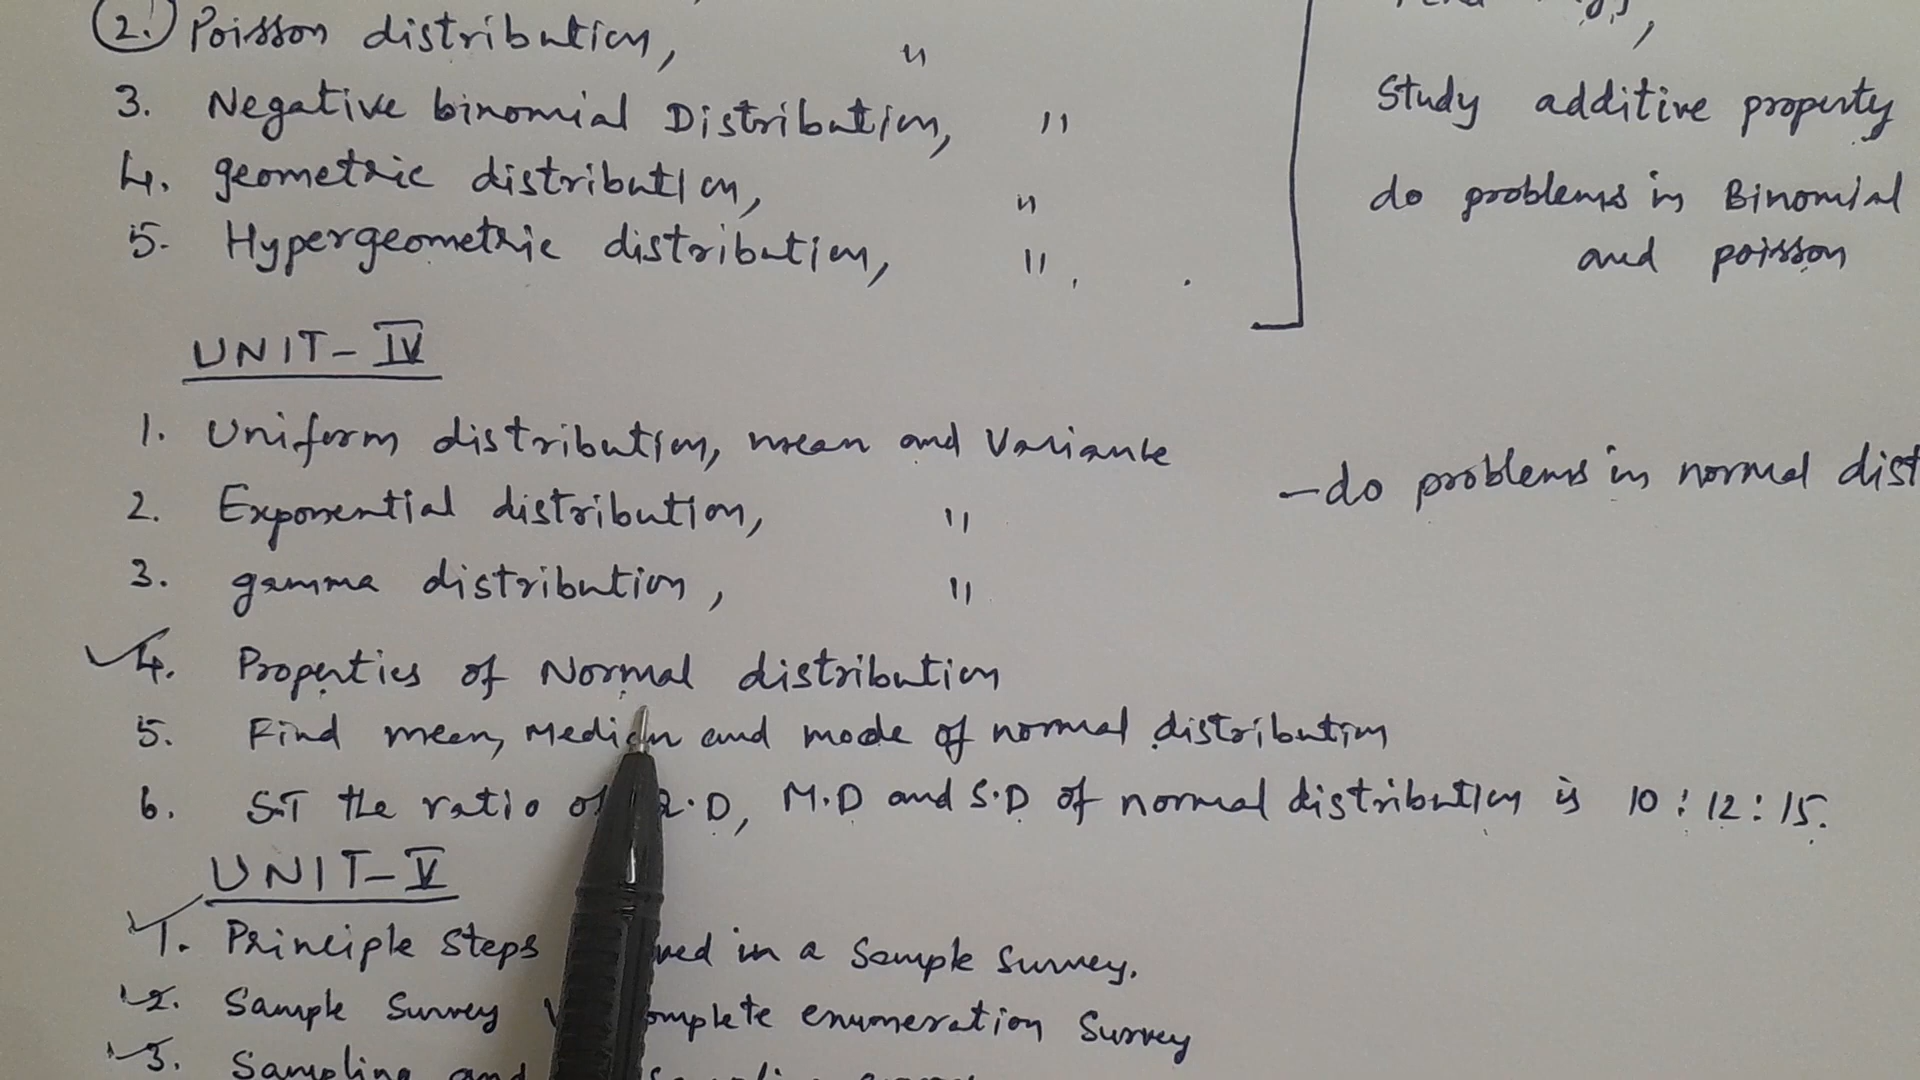 2. Poisson distribution, "
3. Negative binomial Distribution, "
4. geometric distribution, "
5. Hypergeometric distribution, "
Study additive property
do problems in Binomial
and poisson
UNIT-IV
1. Uniform distribution, mean and Variance
2. Exponential distribution, "
3. gamma distribution, "
4. Properties of Normal distribution
5. Find mean, Median and mode of normal distribution
6. S.T the ratio of Q.D, M.D and S.D of normal distribution is 10:12:15.
-do problems in normal dist
UNIT-V
1. Principle Steps in a Sample Survey.
2. Sample Survey enumeration Survey
3. Sampling and